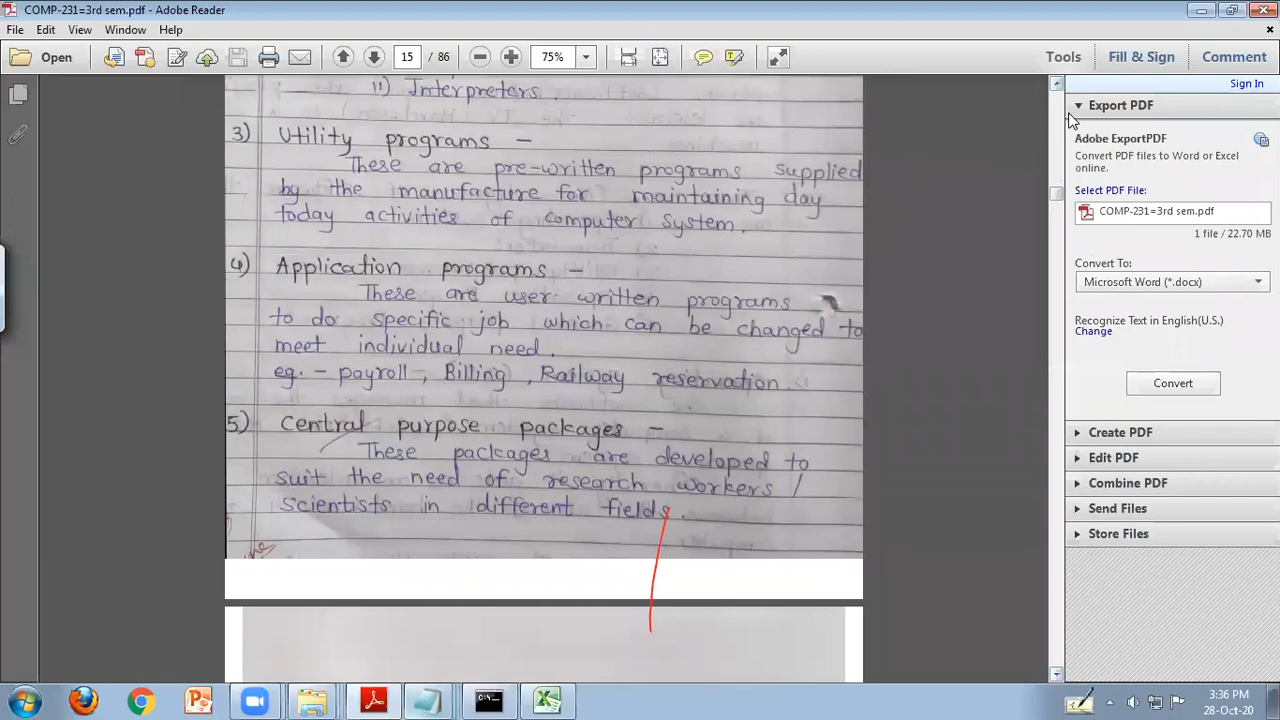 COMP-231=3rd sem.pdf - Adobe Reader
File Edit View Window Help
Open 15 / 86 75% Tools Fill & Sign Comment
Sign In
ii) Interpreters.
3) Utility programs -
These are pre-written programs supplied
by the manufacture for maintaining day
today activities of computer system.
4) Application programs -
These are user written programs
to do specific job which can be changed to
meet individual need.
eg. - payroll, Billing, Railway reservation.
5) Central purpose packages -
These packages are developed to
suit the need of research workers /
scientists in different fields.
Export PDF
Adobe ExportPDF
Convert PDF files to Word or Excel
online.
Select PDF File:
COMP-231=3rd sem.pdf
1 file / 22.70 MB
Convert To:
Microsoft Word (*.docx)
Recognize Text in English(U.S.)
Change
Convert
Create PDF
Edit PDF
Combine PDF
Send Files
Store Files
3:36 PM
28-Oct-20